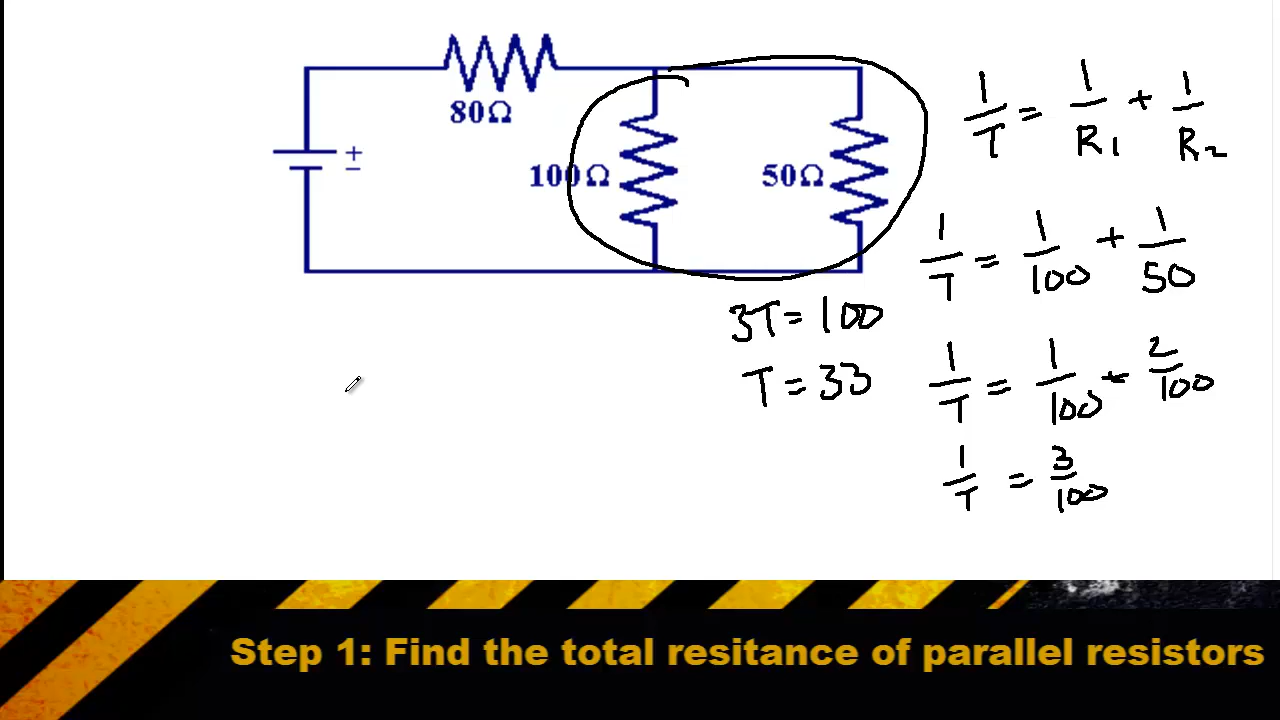 80Ω
+
−
100Ω
50Ω
1/T = 1/R1 + 1/R2
1/T = 1/100 + 1/50
1/T = 1/100 + 2/100
1/T = 3/100
3T = 100
T = 33
Step 1: Find the total resitance of parallel resistors